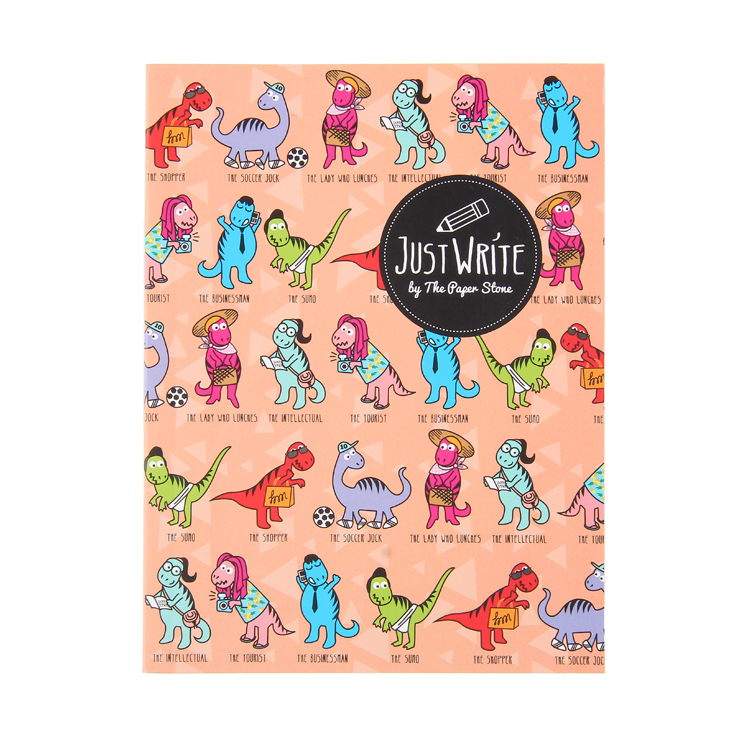 THE SHOPPER THE SOCCER JOCK THE LADY WHO LUNCHES THE INTELLECTUAL TOURIST THE BUSINESSMAN
JUST WRITE
by The Paper Stone
TOURIST THE BUSINESSMAN THE SUMO THE LADY WHO LUNCHES
JOCK THE LADY WHO LUNCHES THE INTELLECTUAL THE TOURIST THE BUSINESSMAN THE SUMO THE
THE SUMO THE SHOPPER THE SOCCER JOCK THE LADY WHO LUNCHES THE INTELLECTUAL THE TOUR
THE INTELLECTUAL THE TOURIST THE BUSINESSMAN THE SUMO THE SHOPPER THE SOCCER JOCK